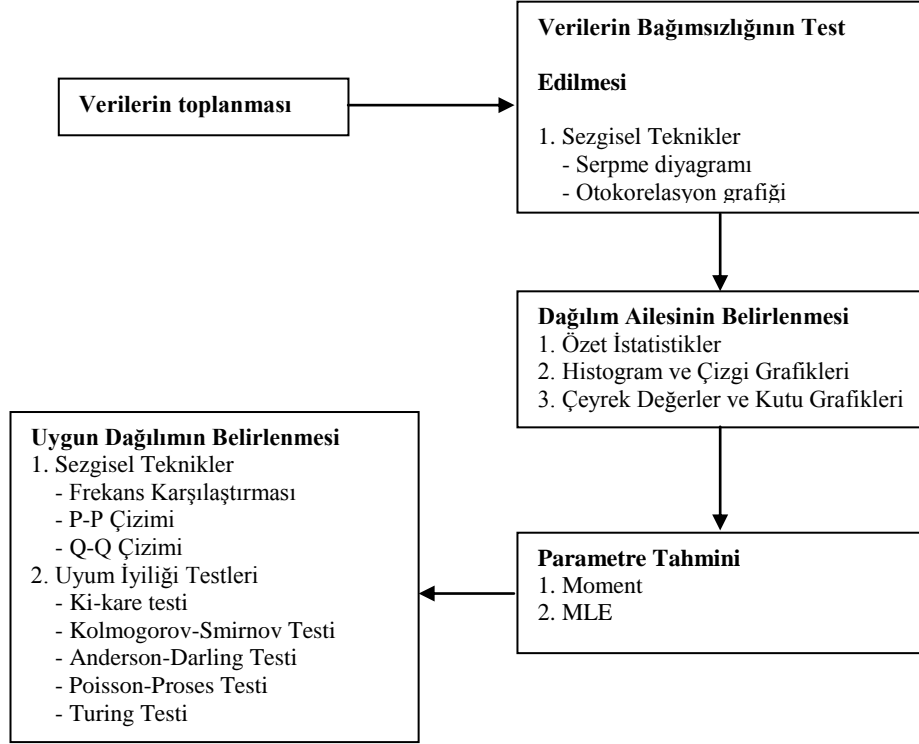 Verilerin toplanması
Verilerin Bağımsızlığının Test
Edilmesi
1. Sezgisel Teknikler
- Serpme diyagramı
- Otokorelasyon grafiği
Dağılım Ailesinin Belirlenmesi
1. Özet İstatistikler
2. Histogram ve Çizgi Grafikleri
3. Çeyrek Değerler ve Kutu Grafikleri
Parametre Tahmini
1. Moment
2. MLE
Uygun Dağılımın Belirlenmesi
1. Sezgisel Teknikler
- Frekans Karşılaştırması
- P-P Çizimi
- Q-Q Çizimi
2. Uyum İyiliği Testleri
- Ki-kare testi
- Kolmogorov-Smirnov Testi
- Anderson-Darling Testi
- Poisson-Proses Testi
- Turing Testi